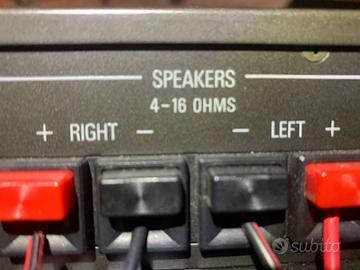 SPEAKERS
4-16 OHMS
+ RIGHT - - LEFT +
subito